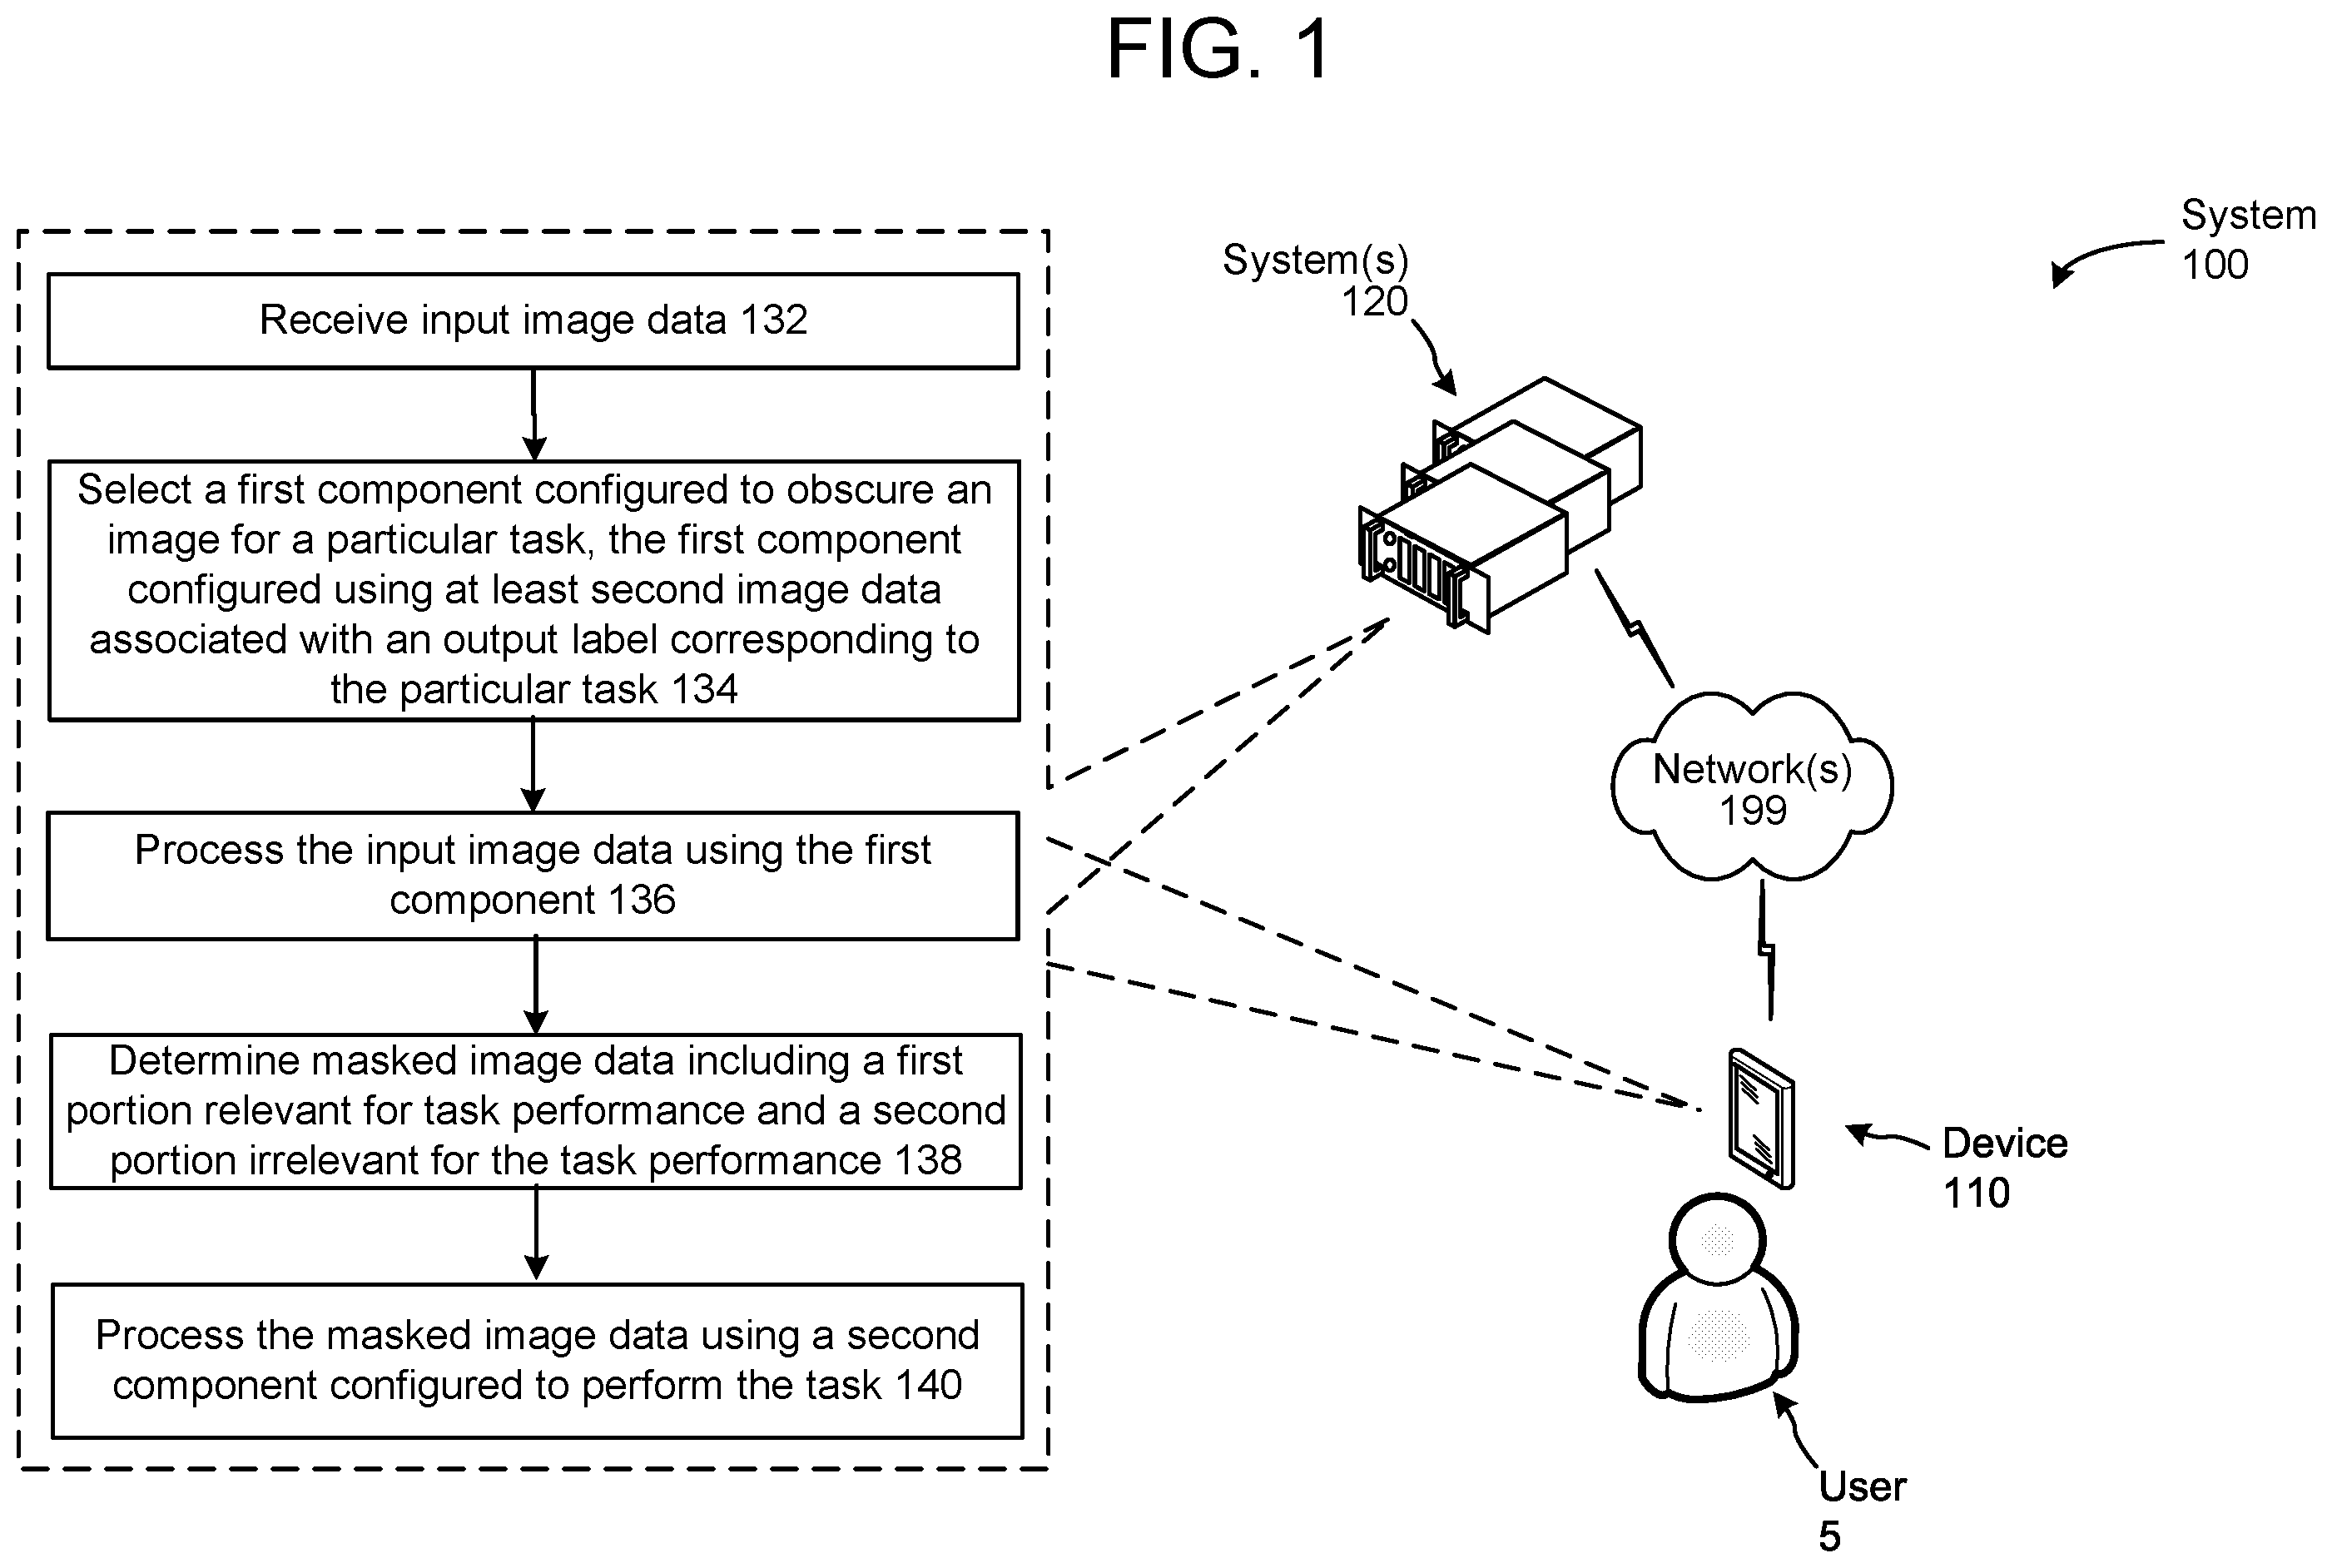 FIG. 1
Receive input image data 132
Select a first component configured to obscure an
image for a particular task, the first component
configured using at least second image data
associated with an output label corresponding to
the particular task 134
Process the input image data using the first
component 136
Determine masked image data including a first
portion relevant for task performance and a second
portion irrelevant for the task performance 138
Process the masked image data using a second
component configured to perform the task 140
System(s)
120
System
100
Network(s)
199
Device
110
User
5